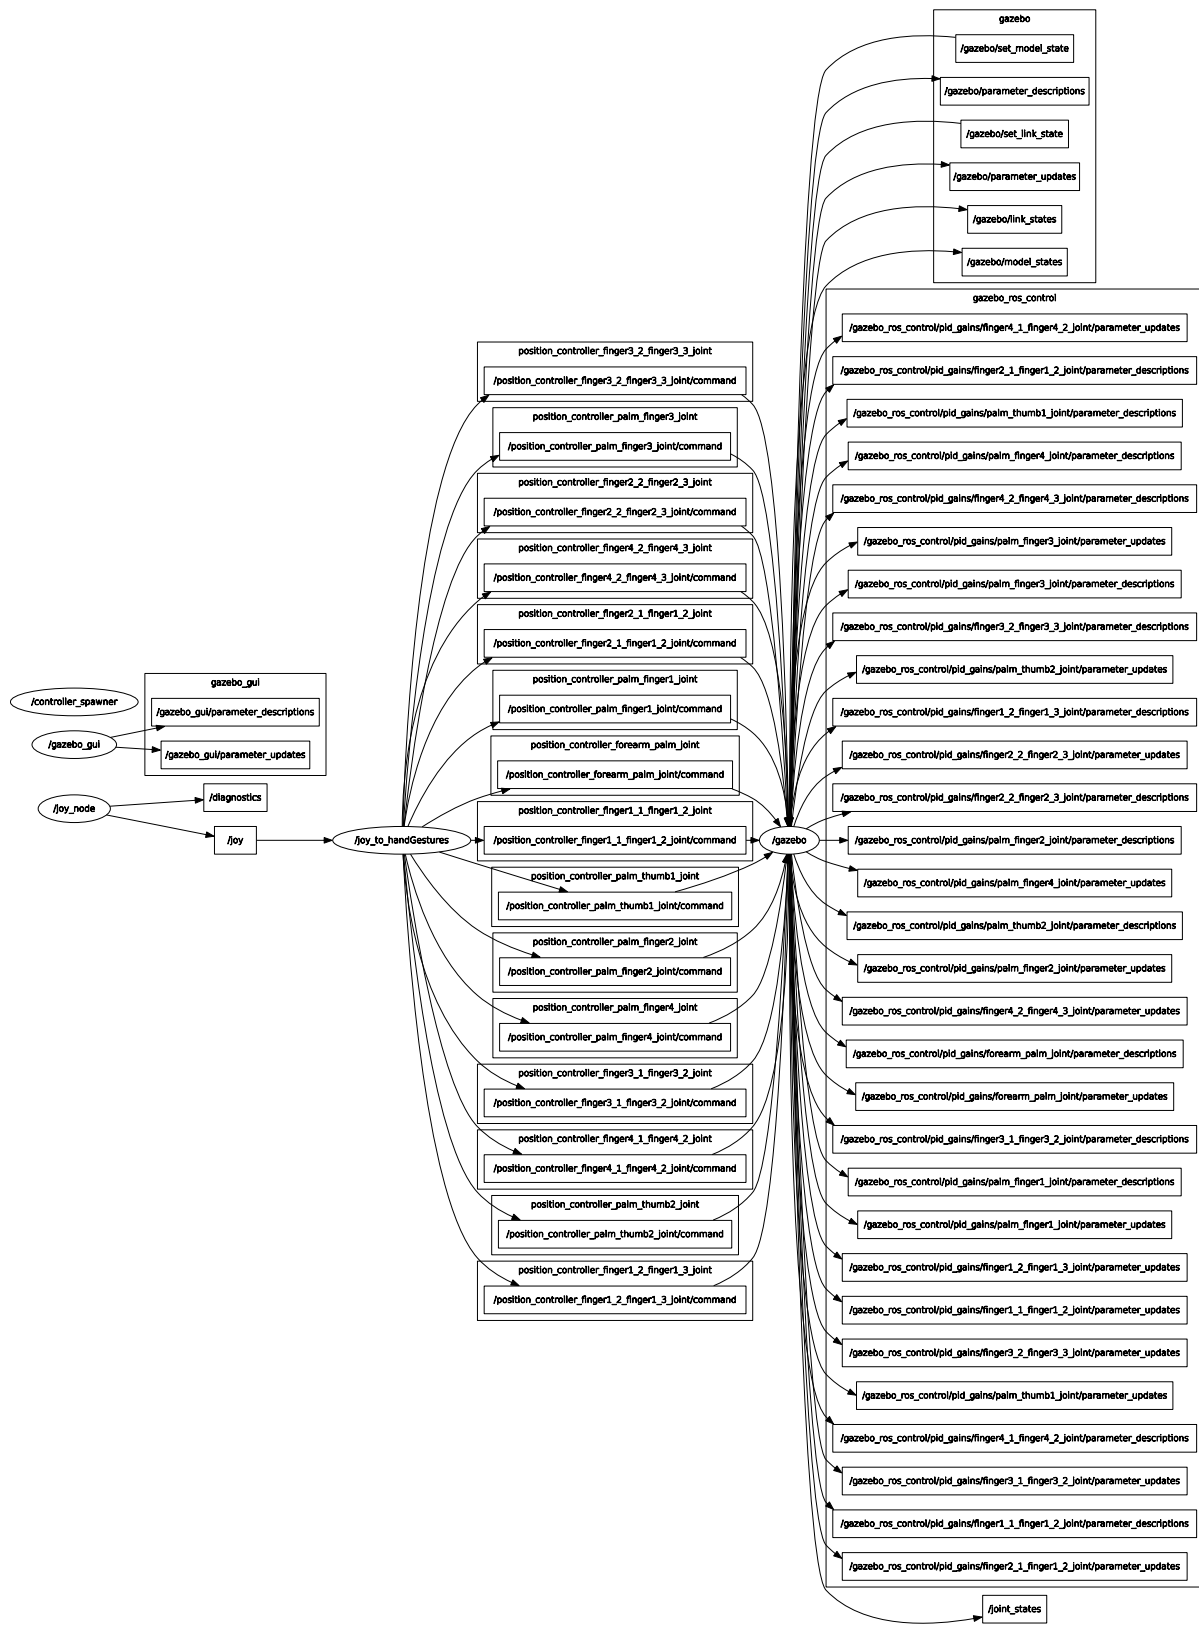 gazebo
/gazebo/set_model_state
/gazebo/parameter_descriptions
/gazebo/set_link_state
/gazebo/parameter_updates
/gazebo/link_states
/gazebo/model_states
gazebo_ros_control
/gazebo_ros_control/pid_gains/finger4_1_finger4_2_joint/parameter_updates
/gazebo_ros_control/pid_gains/finger2_1_finger1_2_joint/parameter_descriptions
/gazebo_ros_control/pid_gains/palm_thumb1_joint/parameter_descriptions
/gazebo_ros_control/pid_gains/palm_finger4_joint/parameter_descriptions
/gazebo_ros_control/pid_gains/finger4_2_finger4_3_joint/parameter_descriptions
/gazebo_ros_control/pid_gains/palm_finger3_joint/parameter_updates
/gazebo_ros_control/pid_gains/palm_finger3_joint/parameter_descriptions
/gazebo_ros_control/pid_gains/finger3_2_finger3_3_joint/parameter_descriptions
/gazebo_ros_control/pid_gains/palm_thumb2_joint/parameter_updates
/gazebo_ros_control/pid_gains/finger1_2_finger1_3_joint/parameter_descriptions
/gazebo_ros_control/pid_gains/finger2_2_finger2_3_joint/parameter_updates
/gazebo_ros_control/pid_gains/finger2_2_finger2_3_joint/parameter_descriptions
/gazebo_ros_control/pid_gains/palm_finger2_joint/parameter_descriptions
/gazebo_ros_control/pid_gains/palm_finger4_joint/parameter_updates
/gazebo_ros_control/pid_gains/palm_thumb2_joint/parameter_descriptions
/gazebo_ros_control/pid_gains/palm_finger2_joint/parameter_updates
/gazebo_ros_control/pid_gains/finger4_2_finger4_3_joint/parameter_updates
/gazebo_ros_control/pid_gains/forearm_palm_joint/parameter_descriptions
/gazebo_ros_control/pid_gains/forearm_palm_joint/parameter_updates
/gazebo_ros_control/pid_gains/finger3_1_finger3_2_joint/parameter_descriptions
/gazebo_ros_control/pid_gains/palm_finger1_joint/parameter_descriptions
/gazebo_ros_control/pid_gains/palm_finger1_joint/parameter_updates
/gazebo_ros_control/pid_gains/finger1_2_finger1_3_joint/parameter_updates
/gazebo_ros_control/pid_gains/finger1_1_finger1_2_joint/parameter_updates
/gazebo_ros_control/pid_gains/finger3_2_finger3_3_joint/parameter_updates
/gazebo_ros_control/pid_gains/palm_thumb1_joint/parameter_updates
/gazebo_ros_control/pid_gains/finger4_1_finger4_2_joint/parameter_descriptions
/gazebo_ros_control/pid_gains/finger3_1_finger3_2_joint/parameter_updates
/gazebo_ros_control/pid_gains/finger1_1_finger1_2_joint/parameter_descriptions
/gazebo_ros_control/pid_gains/finger2_1_finger1_2_joint/parameter_updates
/joint_states
position_controller_finger3_2_finger3_3_joint
/position_controller_finger3_2_finger3_3_joint/command
position_controller_palm_finger3_joint
/position_controller_palm_finger3_joint/command
position_controller_finger2_2_finger2_3_joint
/position_controller_finger2_2_finger2_3_joint/command
position_controller_finger4_2_finger4_3_joint
/position_controller_finger4_2_finger4_3_joint/command
position_controller_finger2_1_finger1_2_joint
/position_controller_finger2_1_finger1_2_joint/command
position_controller_palm_finger1_joint
/position_controller_palm_finger1_joint/command
position_controller_forearm_palm_joint
/position_controller_forearm_palm_joint/command
position_controller_finger1_1_finger1_2_joint
/position_controller_finger1_1_finger1_2_joint/command
position_controller_palm_thumb1_joint
/position_controller_palm_thumb1_joint/command
position_controller_palm_finger2_joint
/position_controller_palm_finger2_joint/command
position_controller_palm_finger4_joint
/position_controller_palm_finger4_joint/command
position_controller_finger3_1_finger3_2_joint
/position_controller_finger3_1_finger3_2_joint/command
position_controller_finger4_1_finger4_2_joint
/position_controller_finger4_1_finger4_2_joint/command
position_controller_palm_thumb2_joint
/position_controller_palm_thumb2_joint/command
position_controller_finger1_2_finger1_3_joint
/position_controller_finger1_2_finger1_3_joint/command
/gazebo
/controller_spawner
gazebo_gui
/gazebo_gui/parameter_descriptions
/gazebo_gui
/gazebo_gui/parameter_updates
/joy_node
/diagnostics
/joy
/joy_to_handGestures